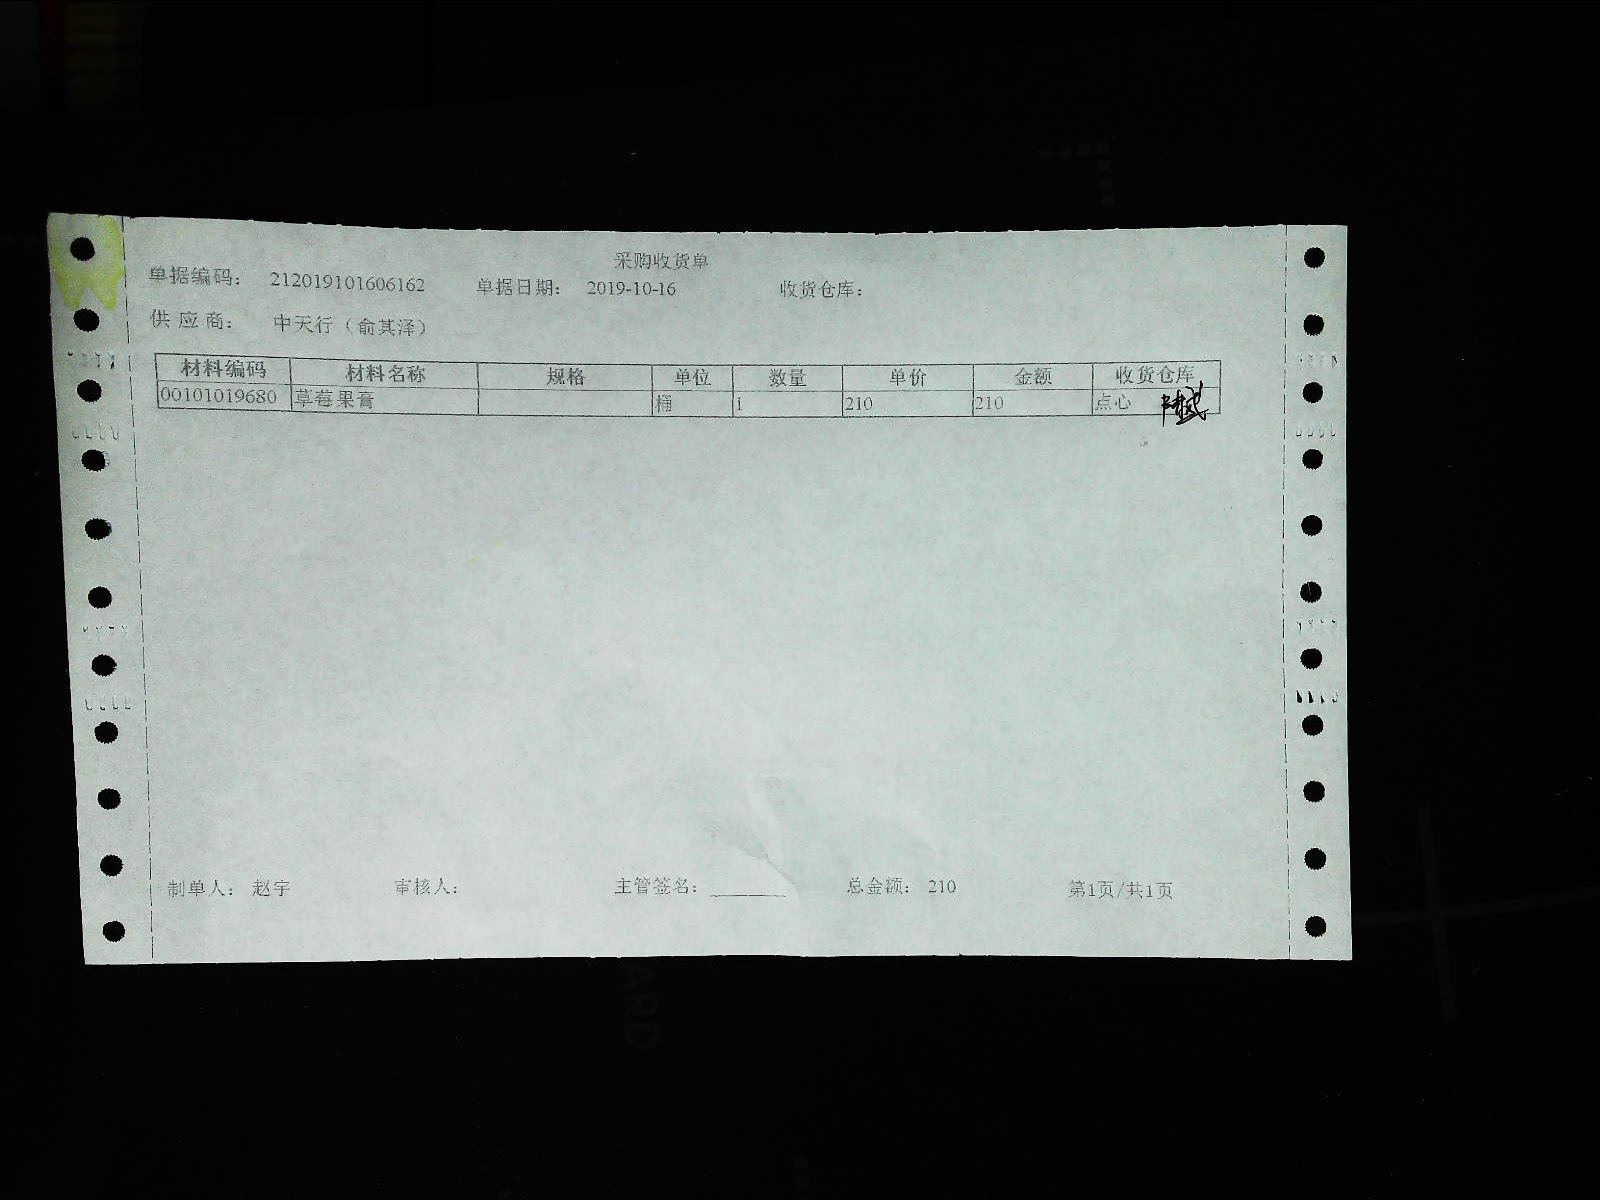 采购收货单
单据编码： 212019101606162 单据日期： 2019-10-16 收货仓库：
供 应 商： 中天行（俞其泽）
材料编码 材料名称 规格 单位 数量 单价 金额 收货仓库
00101019680 草莓果膏 桶 1 210 210 点心
制单人： 赵宇 审核人： 主管签名： ________ 总金额： 210 第1页/共1页